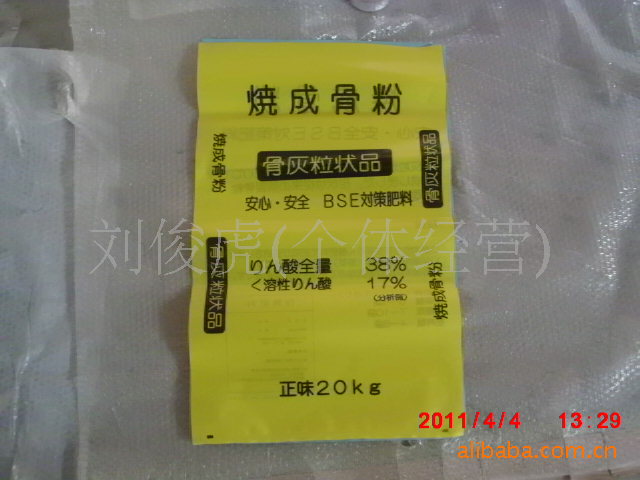 焼成骨粉
骨灰粒状品
安心・安全 BSE対策肥料
焼成骨粉
骨灰粒状品
骨灰粒状品
焼成骨粉
りん酸全量 38%
く溶性りん酸 17%
(分析値)
正味20kg
刘俊虎(个体经营)
2011/4/4 13:29
alibaba.com.cn